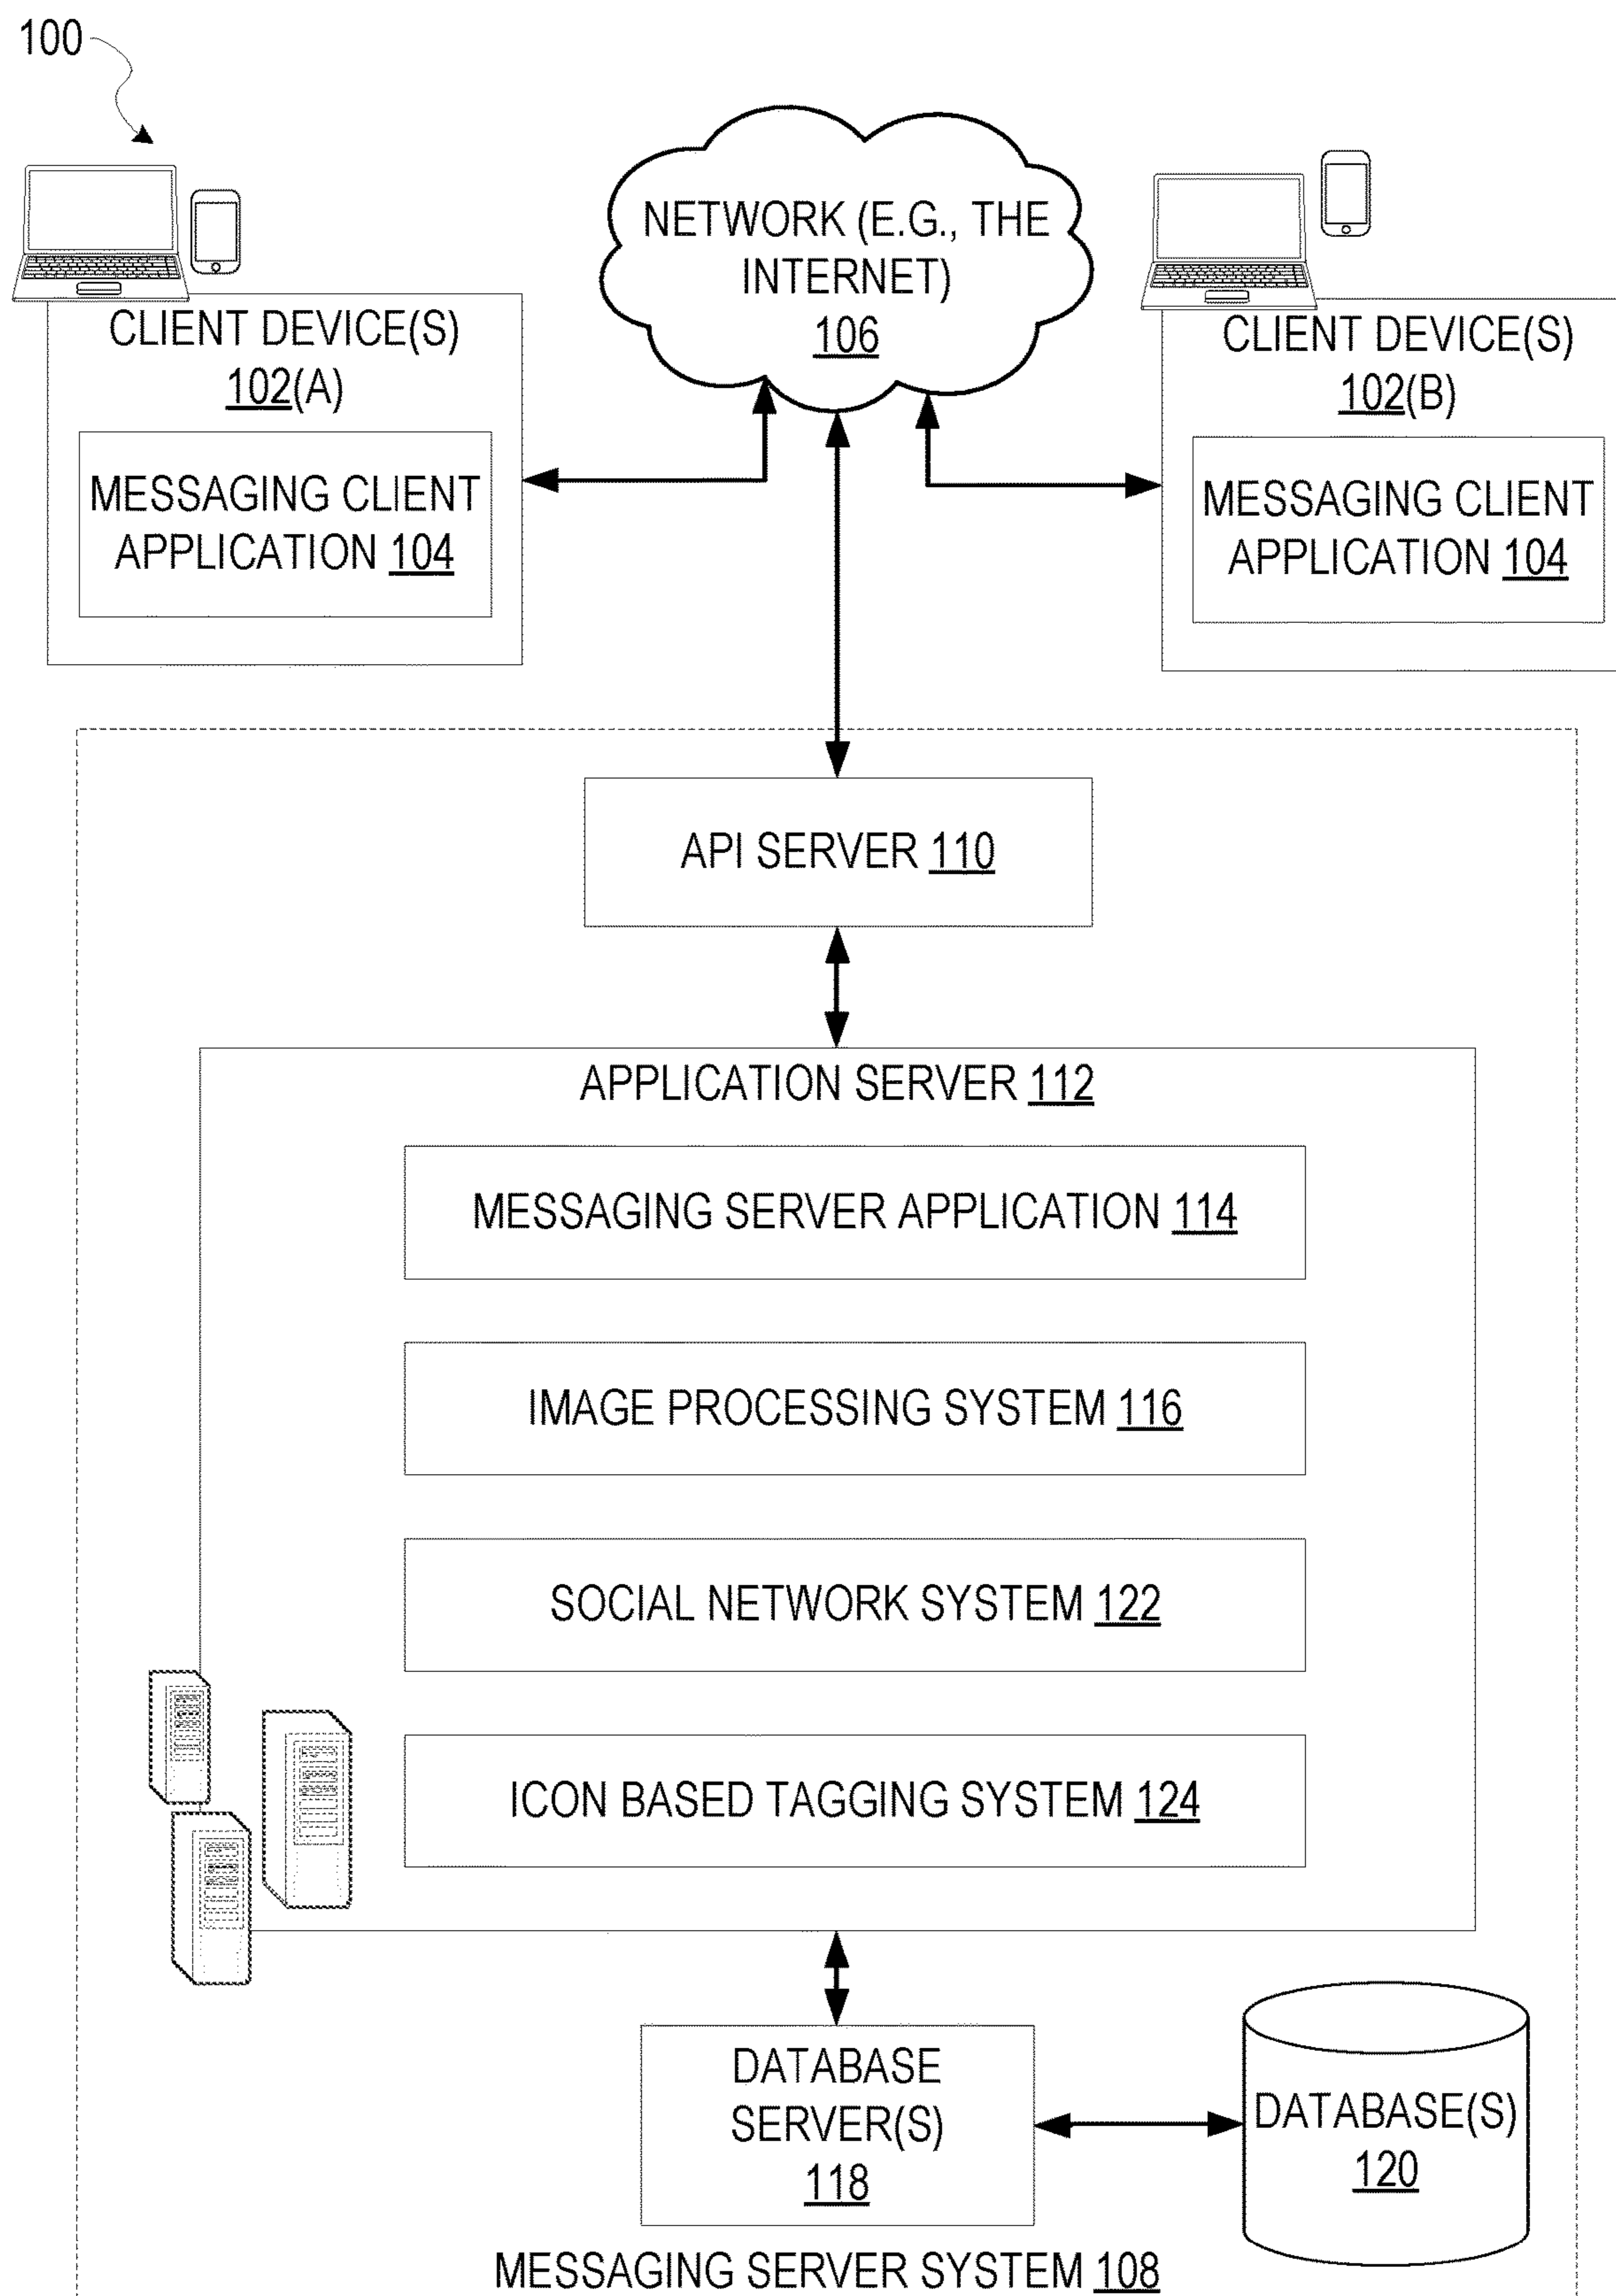 100
NETWORK (E.G., THE
INTERNET)
106
CLIENT DEVICE(S)
102(A)
MESSAGING CLIENT
APPLICATION 104
CLIENT DEVICE(S)
102(B)
MESSAGING CLIENT
APPLICATION 104
API SERVER 110
APPLICATION SERVER 112
MESSAGING SERVER APPLICATION 114
IMAGE PROCESSING SYSTEM 116
SOCIAL NETWORK SYSTEM 122
ICON BASED TAGGING SYSTEM 124
DATABASE
SERVER(S)
118
DATABASE(S)
120
MESSAGING SERVER SYSTEM 108